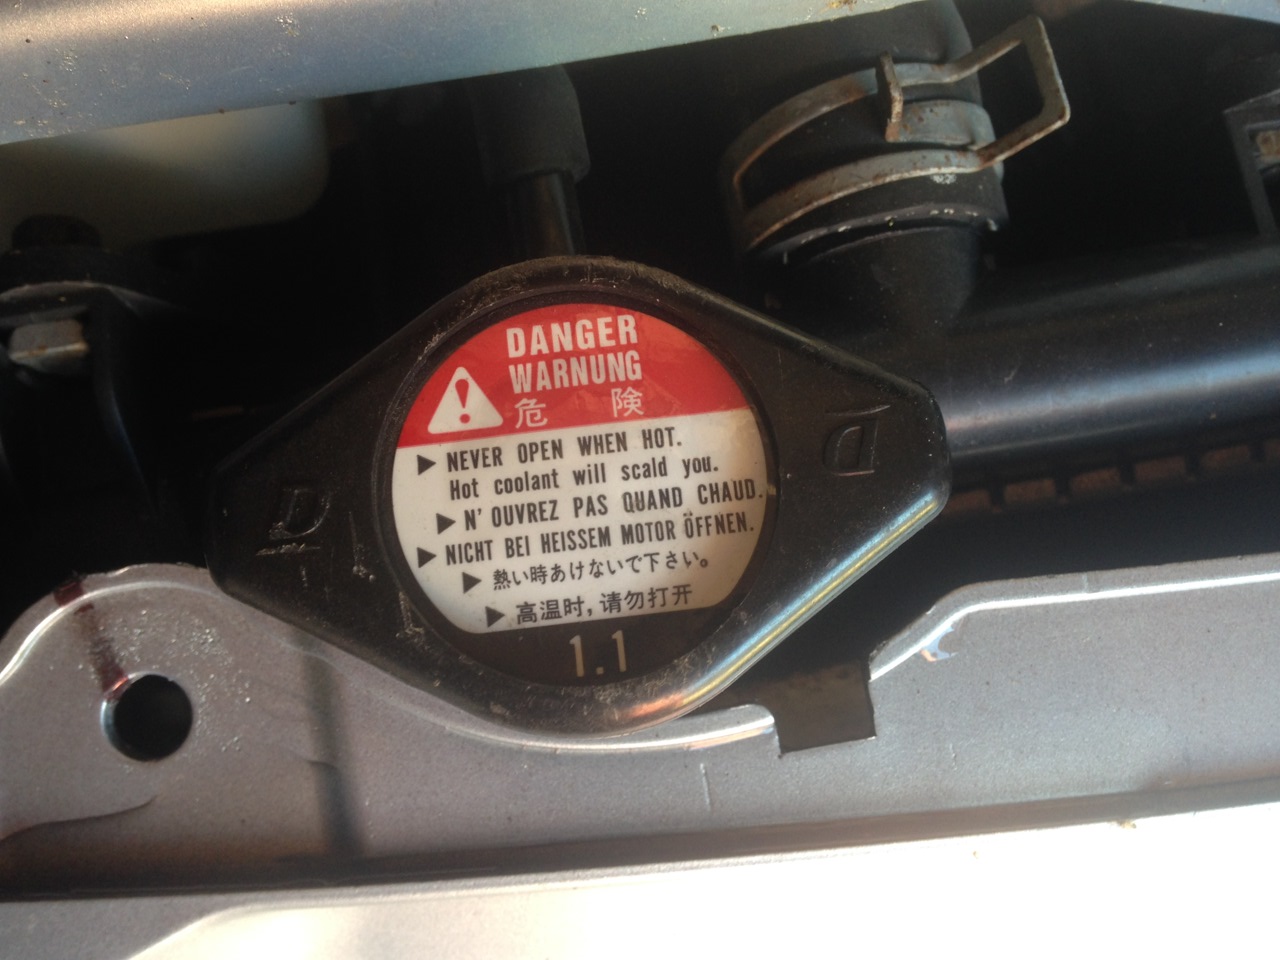 DANGER
WARNUNG
危 険
▶ NEVER OPEN WHEN HOT.
Hot coolant will scald you.
▶ N' OUVREZ PAS QUAND CHAUD.
▶ NICHT BEI HEISSEM MOTOR ÖFFNEN.
▶ 熱い時あけないで下さい。
▶ 高温时, 请勿打开
1.1